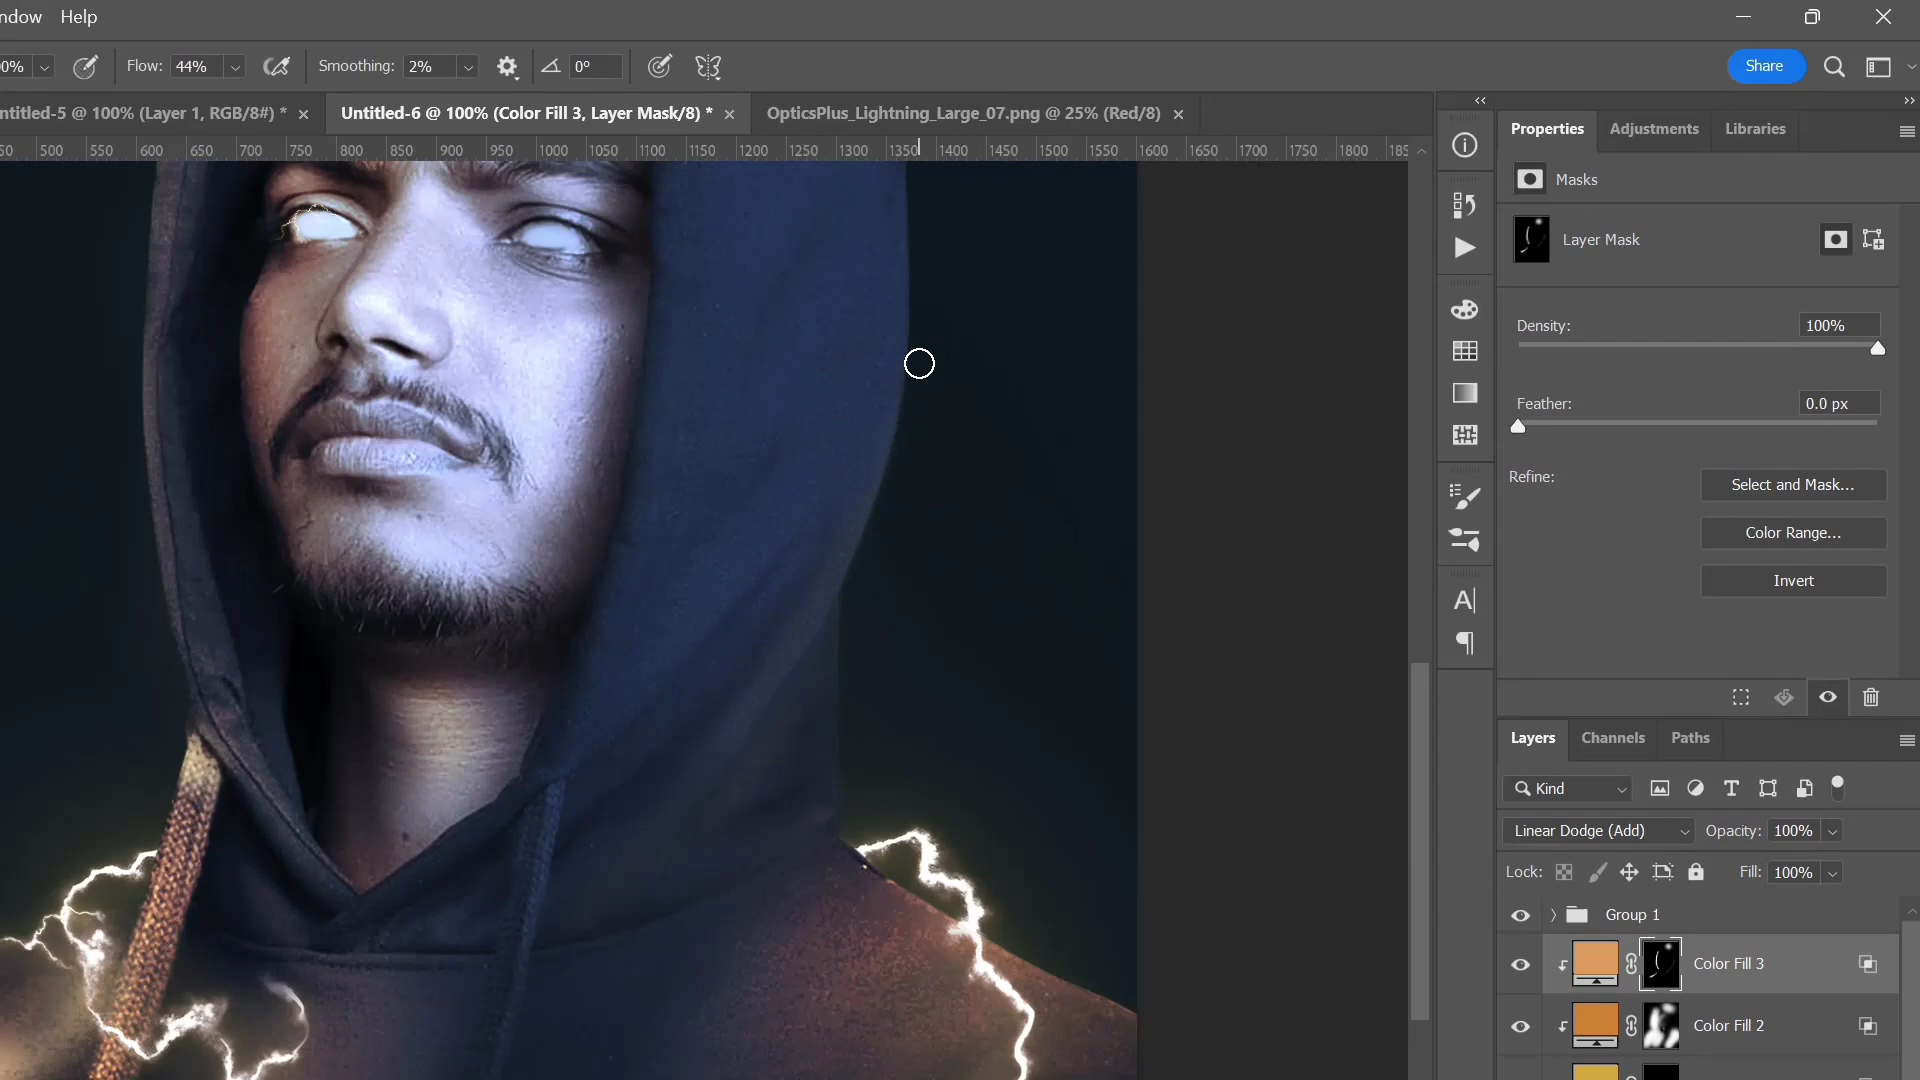 ndow Help
0% Flow: 44% Smoothing: 2% 0° Share
ntitled-5 @ 100% (Layer 1, RGB/8#) * × Untitled-6 @ 100% (Color Fill 3, Layer Mask/8) * × OpticsPlus_Lightning_Large_07.png @ 25% (Red/8) ×
50 500 550 600 650 700 750 800 850 900 950 1000 1050 1100 1150 1200 1250 1300 1350 1400 1450 1500 1550 1600 1650 1700 1750 1800 185
Properties Adjustments Libraries
Masks
Layer Mask
Density: 100%
Feather: 0.0 px
Refine: Select and Mask...
Color Range...
Invert
Layers Channels Paths
Kind
Linear Dodge (Add) Opacity: 100%
Lock: Fill: 100%
Group 1
Color Fill 3
Color Fill 2